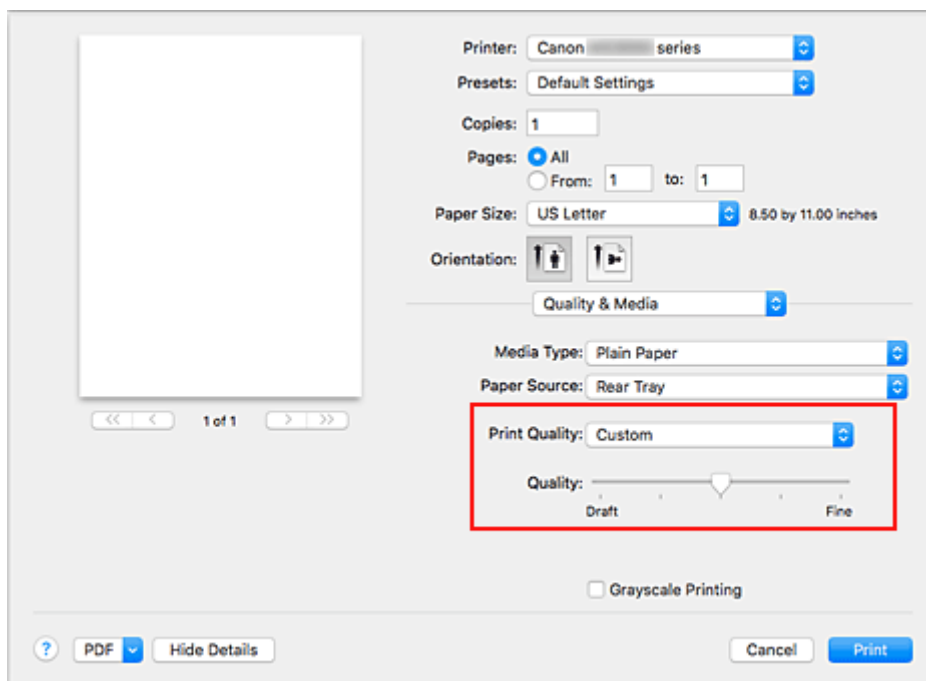 Printer: Canon series
Presets: Default Settings
Copies: 1
Pages: All
From: 1 to: 1
Paper Size: US Letter 8.50 by 11.00 inches
Orientation:
Quality & Media
Media Type: Plain Paper
Paper Source: Rear Tray
<< < 1 of 1 > >>
Print Quality: Custom
Quality:
Draft Fine
Grayscale Printing
? PDF Hide Details Cancel Print